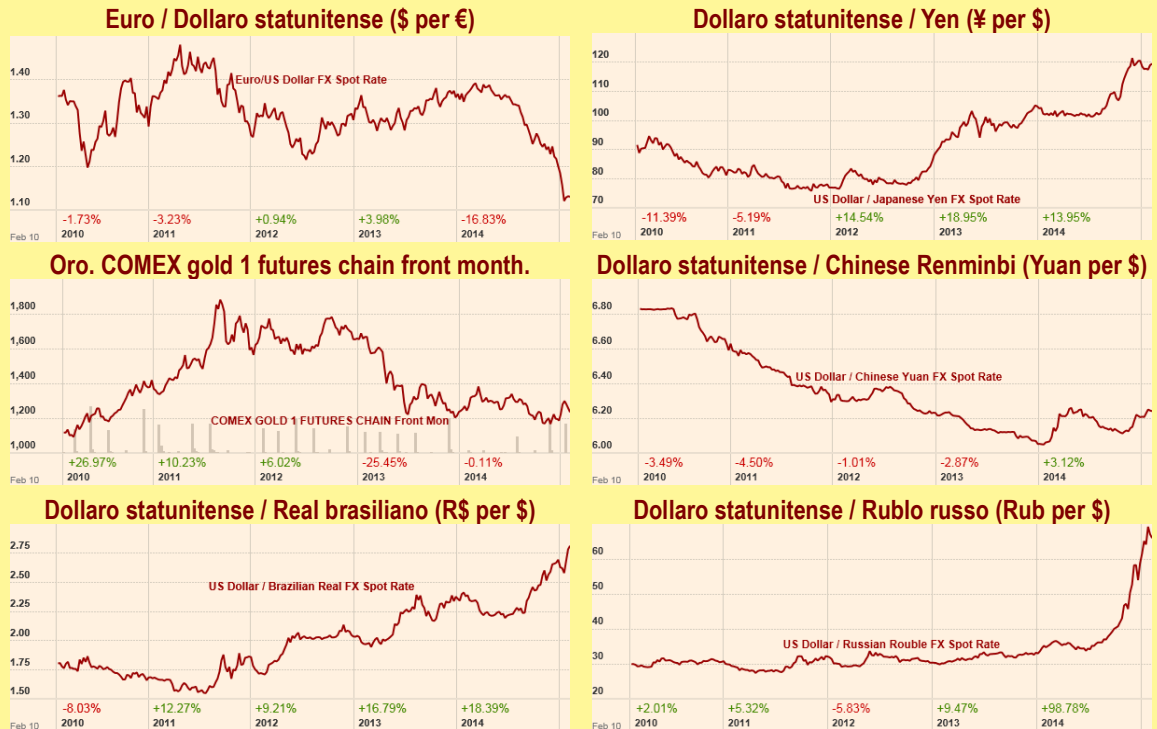 Euro / Dollaro statunitense ($ per €)
1.40
1.30
1.20
1.10
Euro/US Dollar FX Spot Rate
-1.73% -3.23% +0.94% +3.98% -16.83%
Feb 10 2010 2011 2012 2013 2014
Dollaro statunitense / Yen (¥ per $)
120
100
90
80
70
US Dollar / Japanese Yen FX Spot Rate
-11.39% -5.19% +14.54% +18.95% +13.95%
Feb 10 2010 2011 2012 2013 2014
Oro. COMEX gold 1 futures chain front month.
1,800
1,600
1,400
1,200
1,000
COMEX GOLD 1 FUTURES CHAIN Front Mon
+26.97% +10.23% +6.02% -25.45% -0.11%
Feb 10 2010 2011 2012 2013 2014
Dollaro statunitense / Chinese Renminbi (Yuan per $)
6.80
6.60
6.40
6.20
6.00
US Dollar / Chinese Yuan FX Spot Rate
-3.49% -4.50% -1.01% -2.87% +3.12%
Feb 10 2010 2011 2012 2013 2014
Dollaro statunitense / Real brasiliano (R$ per $)
2.75
2.50
2.25
2.00
1.75
1.50
US Dollar / Brazilian Real FX Spot Rate
-8.03% +12.27% +9.21% +16.79% +18.39%
Feb 10 2010 2011 2012 2013 2014
Dollaro statunitense / Rublo russo (Rub per $)
60
50
40
30
20
US Dollar / Russian Rouble FX Spot Rate
+2.01% +5.32% -5.83% +9.47% +98.78%
Feb 10 2010 2011 2012 2013 2014